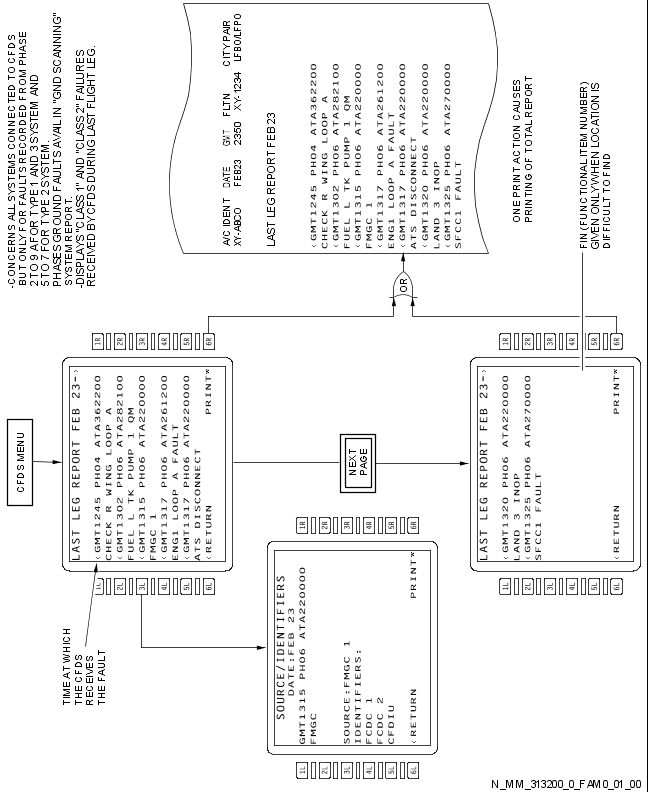 -CONCERNS ALL SYSTEMS CONNECTED TO CFDS
BUT ONLY FOR FAULTS RECORDED FROM PHASE
2 TO 9 A FOR TYPE 1 AND 3 SYSTEM AND
5 TO 7 FOR TYPE 2 SYSTEM.
PHASES GROUND FAULTS AVAIL IN "GND SCANNING"
SYSTEM REPORT.
-DISPLAYS "CLASS 1" AND "CLASS 2" FAILURES
RECEIVED BY CFDS DURING LAST FLIGHT LEG.
CFDS MENU
LAST LEG REPORT FEB 23->
<GMT1245 PH04 ATA362200
CHECK R WING LOOP A
<GMT1302 PH06 ATA282100
FUEL L TK PUMP 1 QM
<GMT1315 PH06 ATA220000
FMGC 1
<GMT1317 PH06 ATA261200
ENG1 LOOP A FAULT
<GMT1317 PH06 ATA220000
ATS DISCONNECT
<RETURN PRINT*
1L
2L
3L
4L
5L
6L
1R
2R
3R
4R
5R
6R
TIME AT WHICH
THE CFDS
RECEIVES
THE FAULT
SOURCE/IDENTIFIERS
DATE:FEB 23
GMT1315 PH06 ATA220000
FMGC
SOURCE:FMGC 1
IDENTIFIERS:
FCDC 1
FCDC 2
CFDIU
<RETURN PRINT*
1L
2L
3L
4L
5L
6L
1R
2R
3R
4R
5R
6R
NEXT
PAGE
LAST LEG REPORT FEB 23->
<GMT1320 PH06 ATA220000
LAND 3 INOP
<GMT1325 PH06 ATA270000
SFCC1 FAULT
<RETURN PRINT*
1L
2L
3L
4L
5L
6L
1R
2R
3R
4R
5R
6R
OR
A/C IDENT DATE GMT FLTN CITY PAIR
XY-ABCD FEB23 2350 XY-1234 LFBO/LFPO
LAST LEG REPORT FEB 23
<GMT1245 PH04 ATA362200
CHECK R WING LOOP A
<GMT1302 PH06 ATA282100
FUEL L TK PUMP 1 QM
<GMT1315 PH06 ATA220000
FMGC 1
<GMT1317 PH06 ATA261200
ENG1 LOOP A FAULT
<GMT1317 PH06 ATA220000
ATS DISCONNECT
<GMT1320 PH06 ATA220000
LAND 3 INOP
<GMT1325 PH06 ATA270000
SFCC1 FAULT
ONE PRINT ACTION CAUSES
PRINTING OF TOTAL REPORT
FIN (FUNCTIONAL ITEM NUMBER)
GIVEN ONLY WHEN LOCATION IS
DIFFICULT TO FIND
N_MM_313200_0_FAM0_01_00